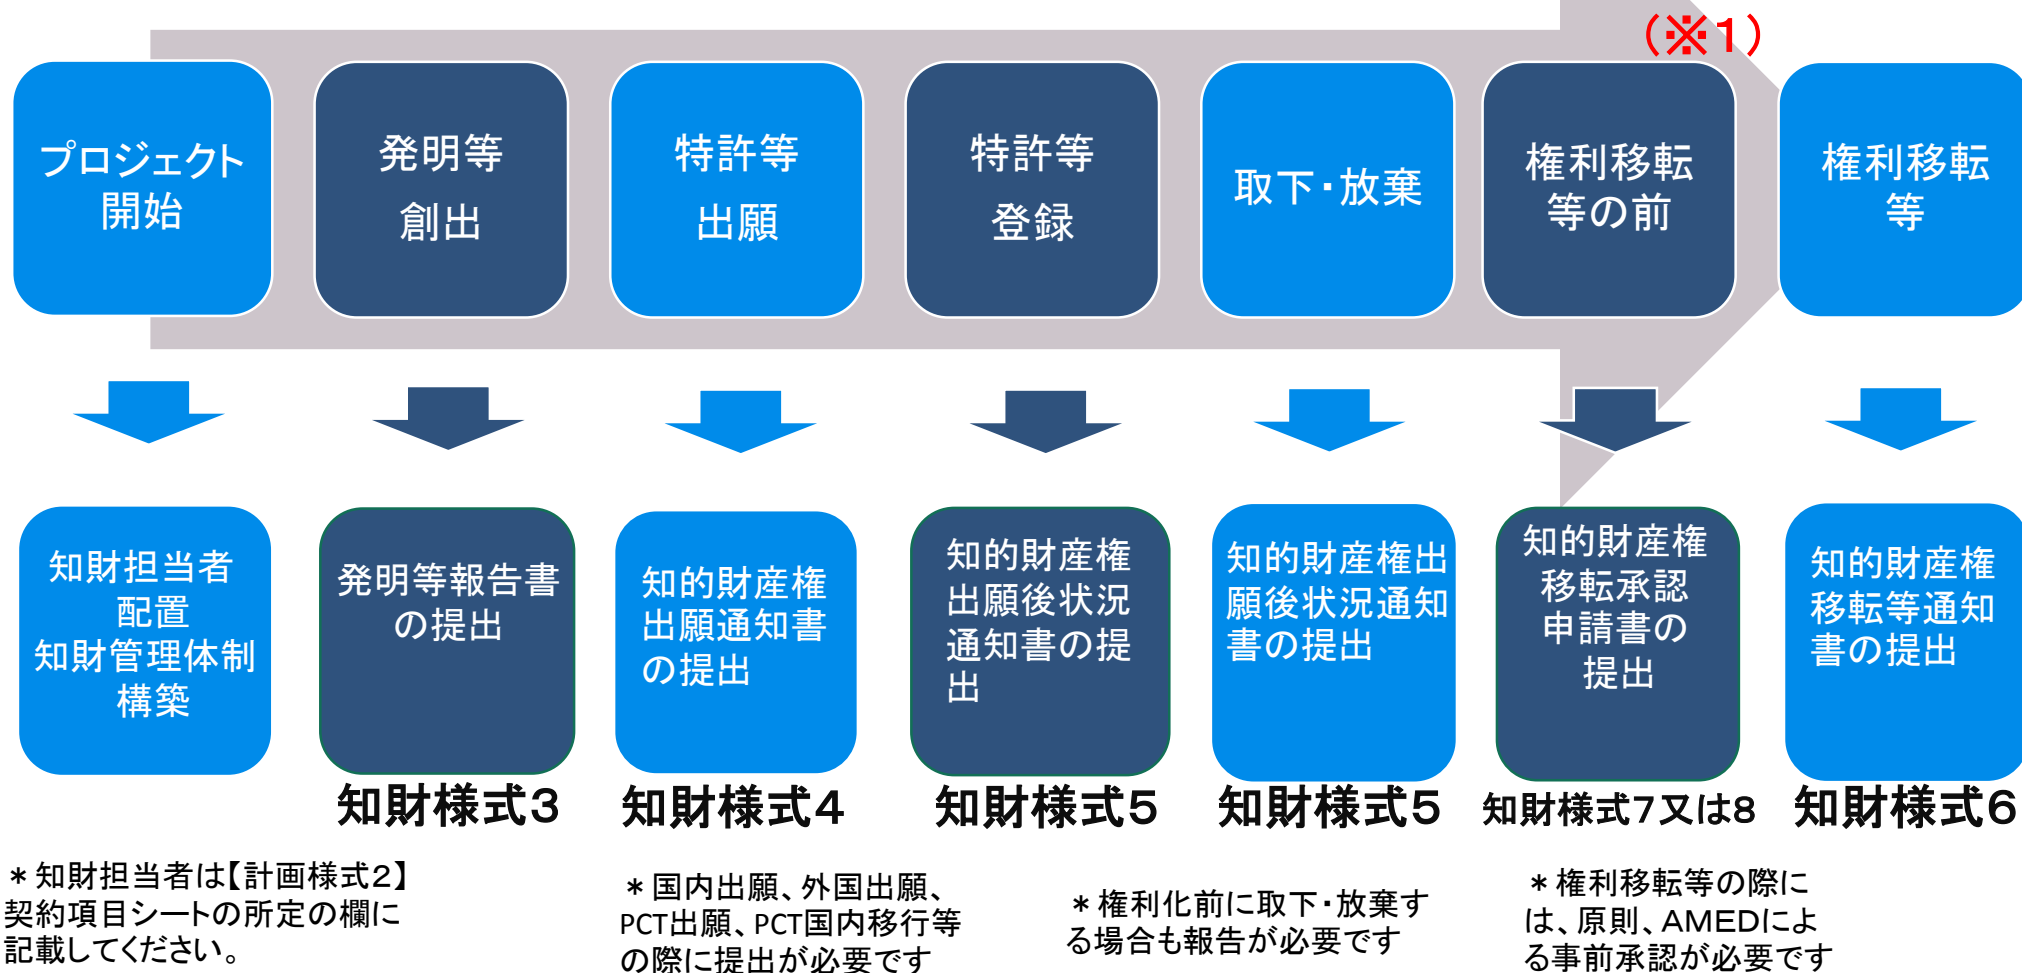 (※1)
プロジェクト
開始
発明等
創出
特許等
出願
特許等
登録
取下・放棄
権利移転
等の前
権利移転
等
知財担当者
配置
知財管理体制
構築
発明等報告書
の提出
知的財産権
出願通知書
の提出
知的財産権
出願後状況
通知書の提
出
知的財産権出
願後状況通知
書の提出
知的財産権
移転承認
申請書の
提出
知的財産権
移転等通知
書の提出
知財様式3
知財様式4
知財様式5
知財様式5
知財様式7又は8
知財様式6
＊知財担当者は【計画様式2】
契約項目シートの所定の欄に
記載してください。
＊国内出願、外国出願、
PCT出願、PCT国内移行等
の際に提出が必要です
＊権利化前に取下・放棄す
る場合も報告が必要です
＊権利移転等の際に
は、原則、AMEDによ
る事前承認が必要です